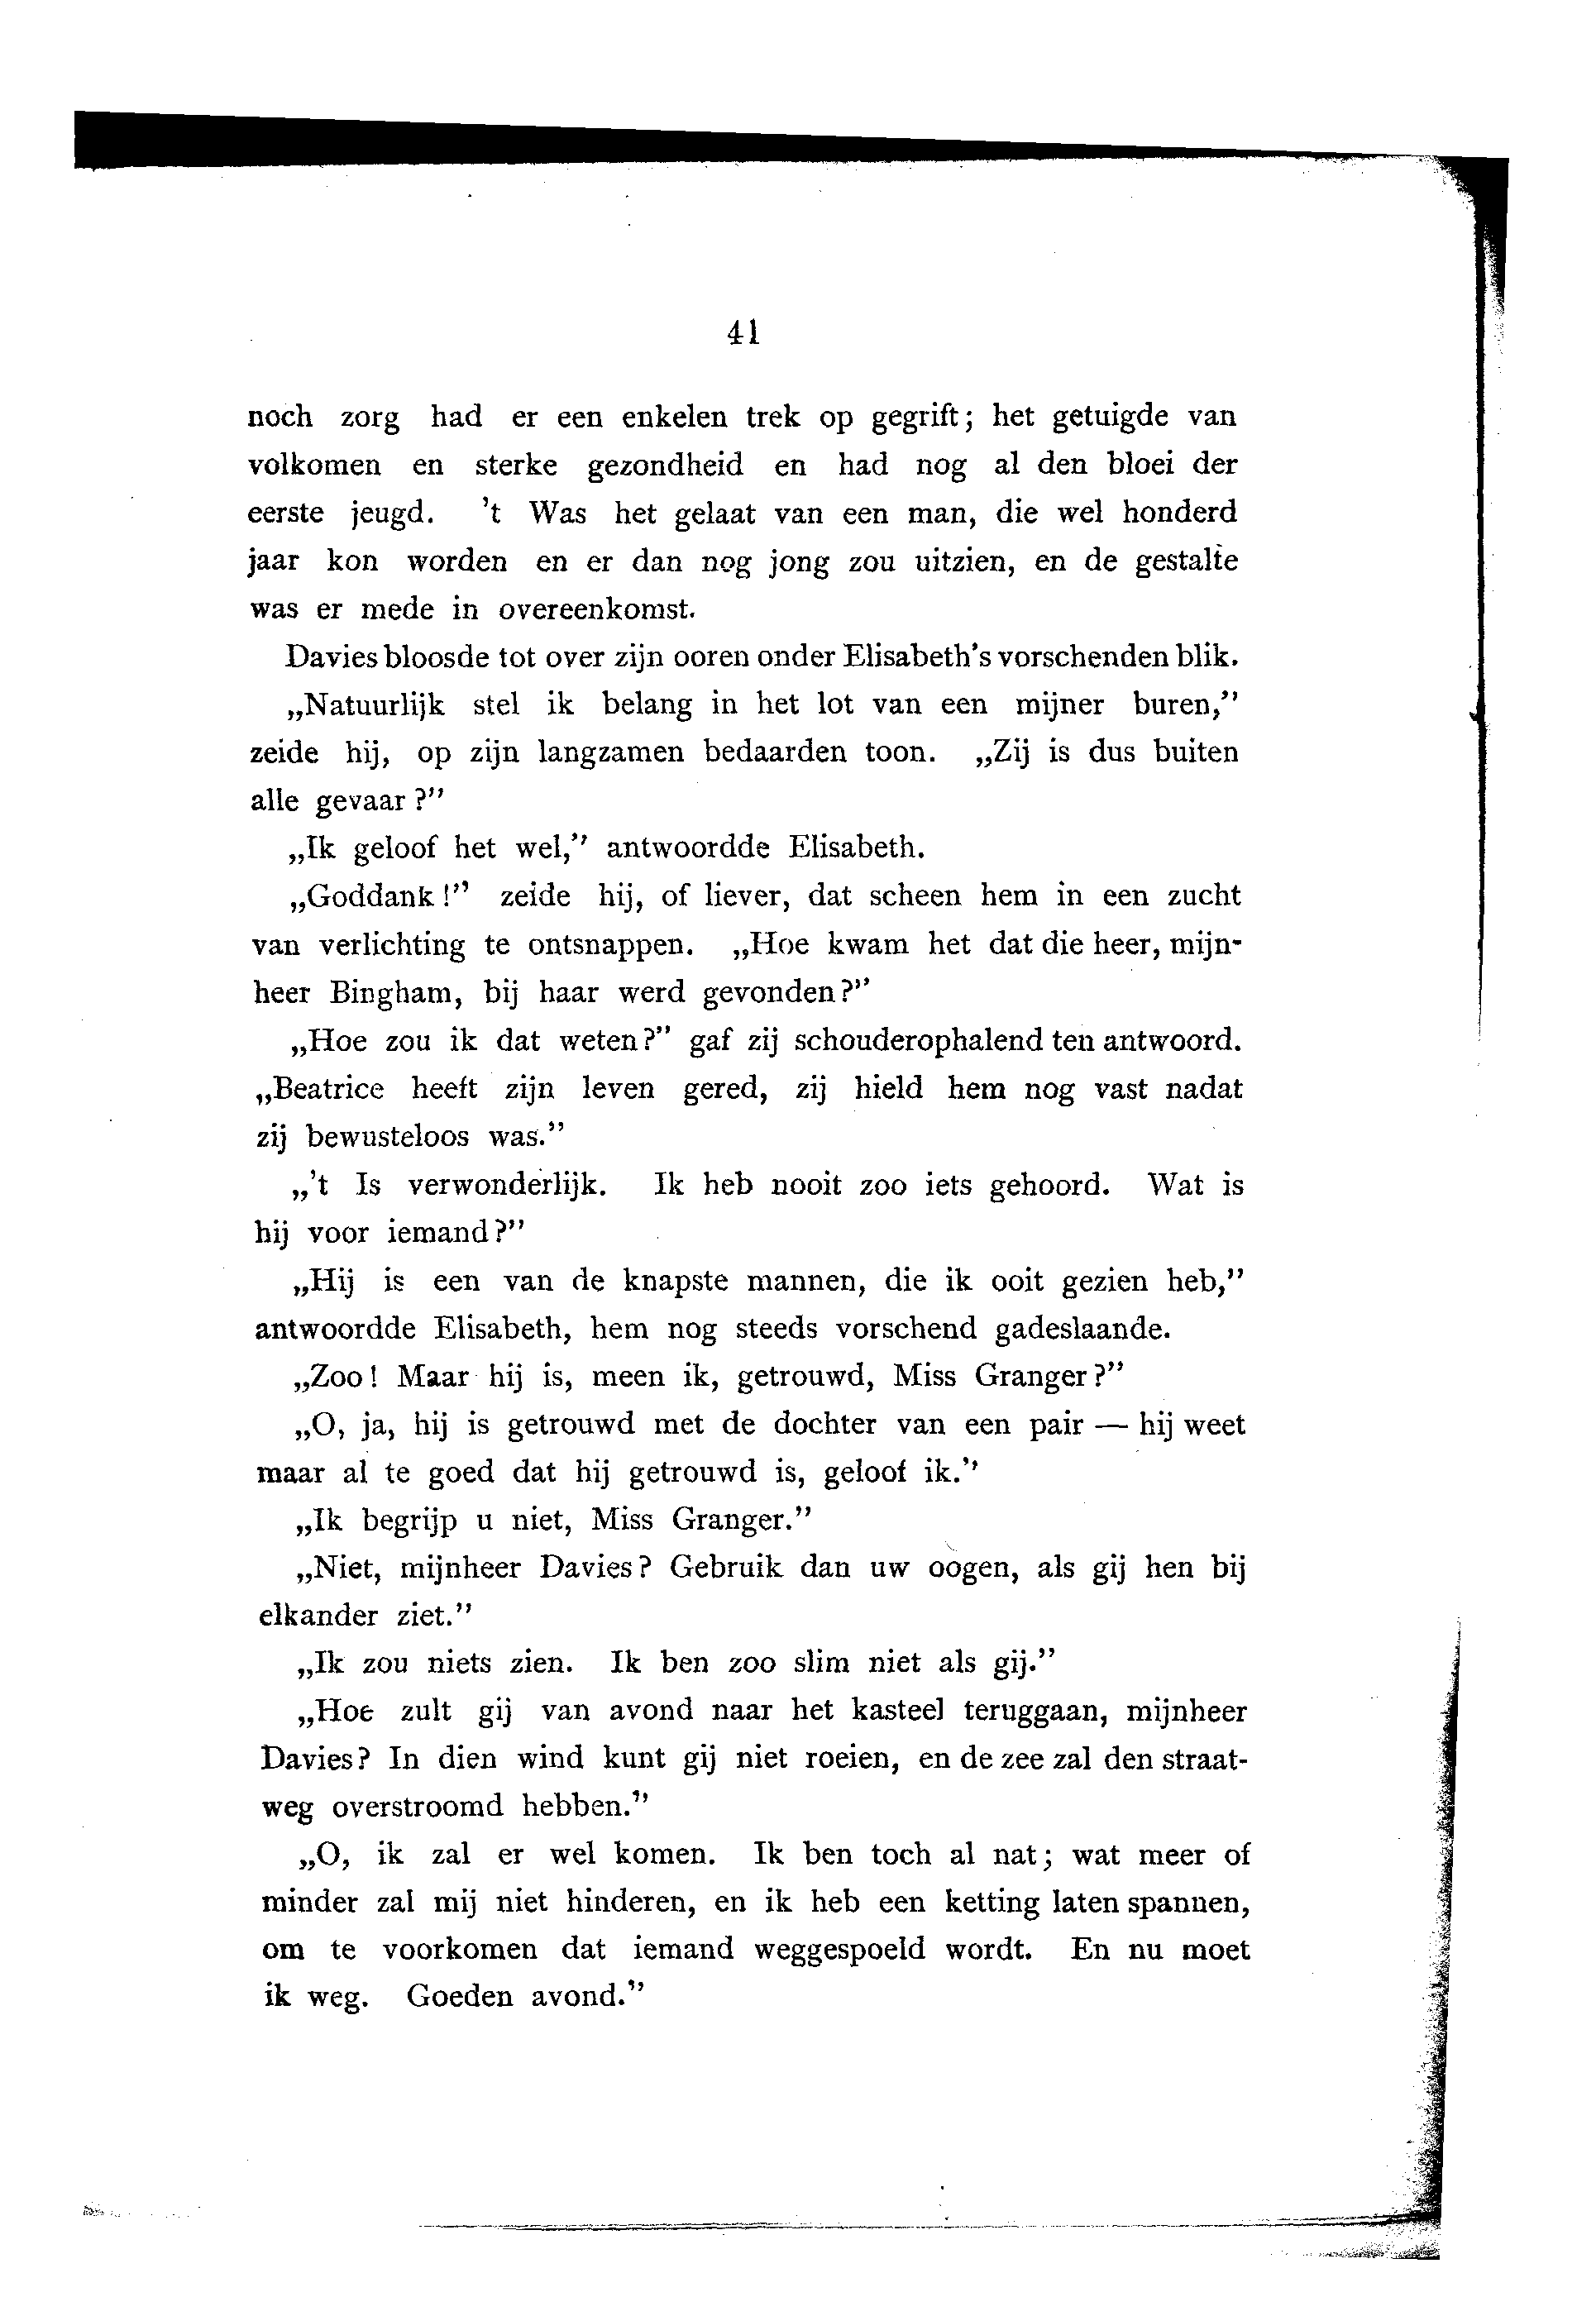 41
noch zorg had er een enkelen trek op gegrift; het getuigde van
volkomen en sterke gezondheid en had nog al den bloei der
eerste jeugd. 't Was het gelaat van een man, die wel honderd
jaar kon worden en er dan nog jong zou uitzien, en de gestalte
was er mede in overeenkomst.
Davies bloosde tot over zijn ooren onder Elisabeth's vorschenden blik.
„Natuurlijk stel ik belang in het lot van een mijner buren,”
zeide hij, op zijn langzamen bedaarden toon. „Zij is dus buiten
alle gevaar?”
„Ik geloof het wel,” antwoordde Elisabeth.
„Goddank!” zeide hij, of liever, dat scheen hem in een zucht
van verlichting te ontsnappen. „Hoe kwam het dat die heer, mijn-
heer Bingham, bij haar werd gevonden?”
„Hoe zou ik dat weten?” gaf zij schouderophalend ten antwoord.
„Beatrice heeft zijn leven gered, zij hield hem nog vast nadat
zij bewusteloos was.”
„'t Is verwonderlijk. Ik heb nooit zoo iets gehoord. Wat is
hij voor iemand?”
„Hij is een van de knapste mannen, die ik ooit gezien heb,”
antwoordde Elisabeth, hem nog steeds vorschend gadeslaande.
„Zoo! Maar hij is, meen ik, getrouwd, Miss Granger?”
„O, ja, hij is getrouwd met de dochter van een pair — hij weet
maar al te goed dat hij getrouwd is, geloof ik.”
„Ik begrijp u niet, Miss Granger.”
„Niet, mijnheer Davies? Gebruik dan uw oogen, als gij hen bij
elkander ziet.”
„Ik zou niets zien. Ik ben zoo slim niet als gij.”
„Hoe zult gij van avond naar het kasteel teruggaan, mijnheer
Davies? In dien wind kunt gij niet roeien, en de zee zal den straat-
weg overstroomd hebben.”
„O, ik zal er wel komen. Ik ben toch al nat; wat meer of
minder zal mij niet hinderen, en ik heb een ketting laten spannen,
om te voorkomen dat iemand weggespoeld wordt. En nu moet
ik weg. Goeden avond.”